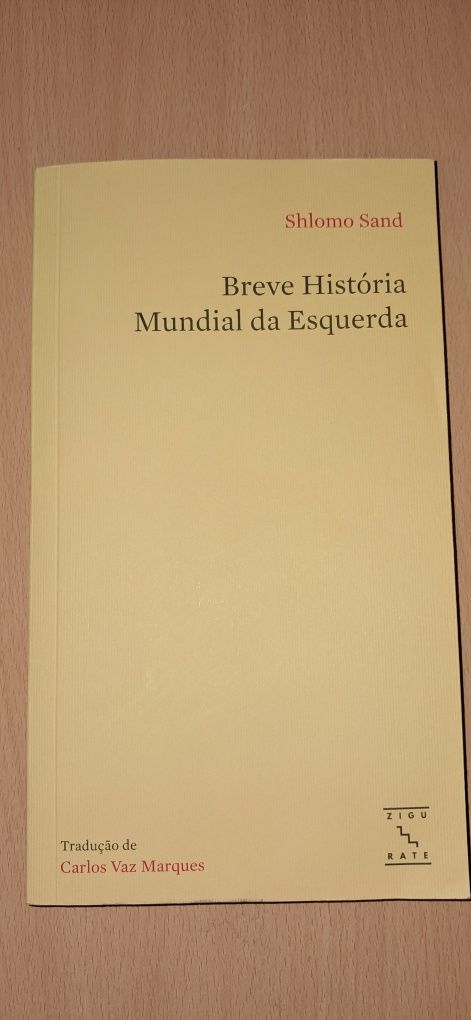 Shlomo Sand
Breve História
Mundial da Esquerda
Tradução de
Carlos Vaz Marques
ZIGU
RATE